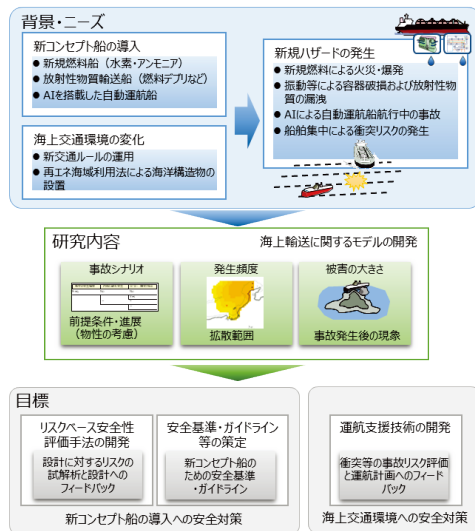 背景・ニーズ
新コンセプト船の導入
● 新規燃料船（水素・アンモニア）
● 放射性物質輸送船（燃料デブリなど）
● AIを搭載した自動運航船
海上交通環境の変化
● 新交通ルールの運用
● 再エネ海域利用法による海洋構造物の
設置
新規ハザードの発生
● 新規燃料による火災・爆発
● 振動等による容器破損および放射性物
質の漏洩
● AIによる自動運航船航行中の事故
● 船舶集中による衝突リスクの発生
研究内容
海上輸送に関するモデルの開発
事故シナリオ
前提条件・進展
（物性の考慮）
発生頻度
拡散範囲
被害の大きさ
事故発生後の現象
目標
リスクベース安全性
評価手法の開発
設計に対するリスクの
試解析と設計への
フィードバック
安全基準・ガイドライン
等の策定
新コンセプト船の
ための安全基準
・ガイドライン
新コンセプト船の導入への安全対策
運航支援技術の開発
衝突等の事故リスク評価
と運航計画へのフィード
バック
海上交通環境への安全対策